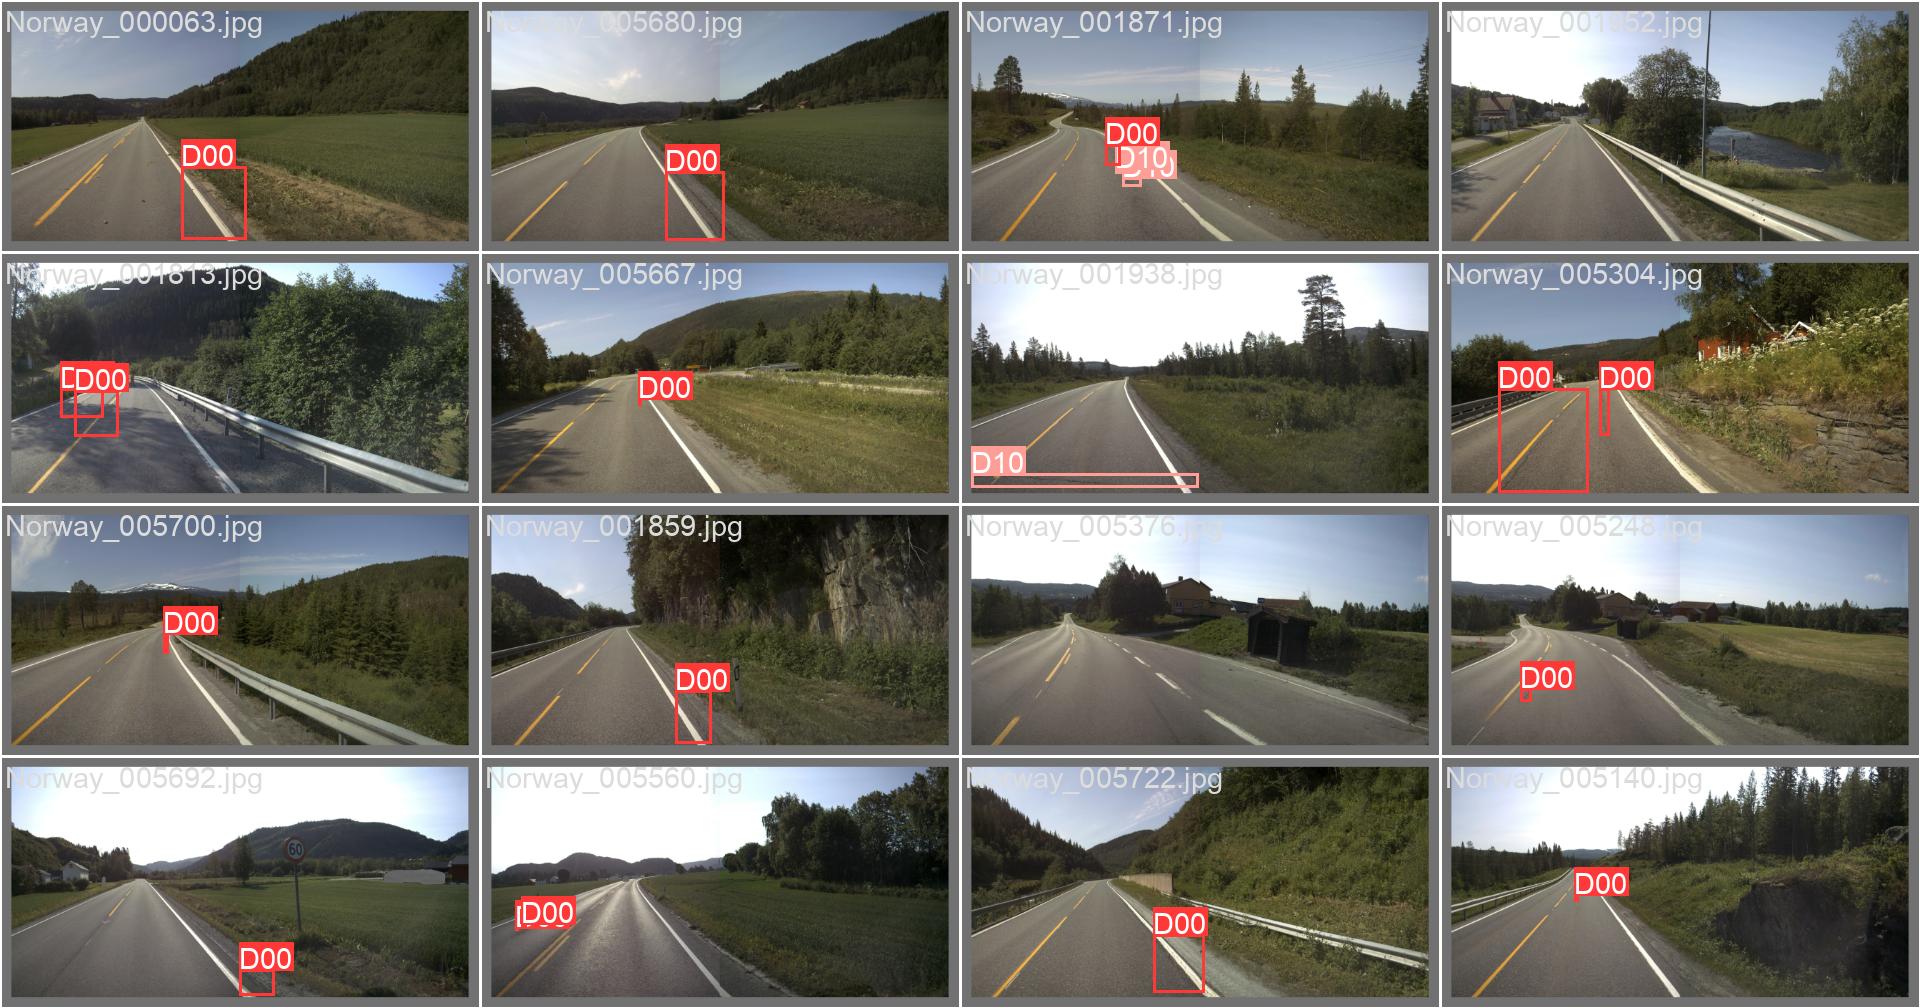 Norway_000063.jpg
Norway_005680.jpg
Norway_001871.jpg
Norway_001952.jpg
D00
D00
D00
D10
Norway_001813.jpg
Norway_005667.jpg
Norway_001938.jpg
Norway_005304.jpg
D00
D00
D10
D00
D00
Norway_005700.jpg
Norway_001859.jpg
Norway_005376.jpg
Norway_005248.jpg
D00
D00
D00
Norway_005692.jpg
Norway_005560.jpg
Norway_005722.jpg
Norway_005140.jpg
60
D00
D00
D00
D00